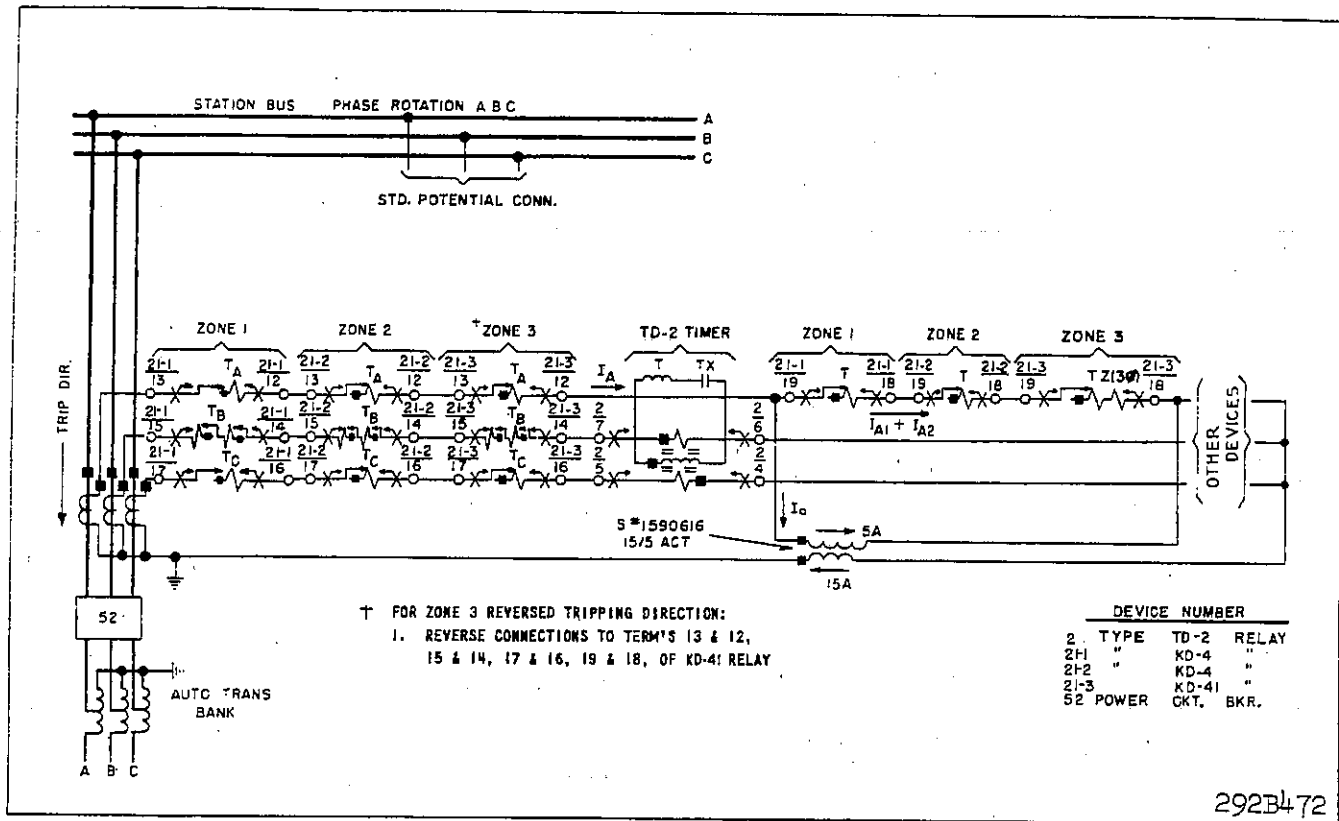 STATION BUS PHASE ROTATION A B C
A
B
C
STD. POTENTIAL CONN.
TRIP DIR.
ZONE 1
ZONE 2
† ZONE 3
TD-2 TIMER
ZONE 1
ZONE 2
ZONE 3
21-1 TA 21-1 21-2 TA 21-2 21-3 TA 21-3 IA T TX 21-1 T 21-1 21-2 T 21-2 21-3 T Z(3Ø) 21-3
13 12 13 12 13 12 19 18 19 18 19 18
21-1 TB 21-1 21-2 TB 21-2 21-3 TB 21-3 2 2 IA1 + IA2
15 14 15 14 15 14 7 6
21-1 TC 21-1 21-2 TC 21-2 21-3 TC 21-3 2 2
17 16 17 16 17 16 5 4
OTHER DEVICES
Io
S#1590616
15/5 ACT
5A
15A
52
† FOR ZONE 3 REVERSED TRIPPING DIRECTION:
1. REVERSE CONNECTIONS TO TERM'S 13 & 12,
15 & 14, 17 & 16, 19 & 18, OF KD-41 RELAY
DEVICE NUMBER
2 TYPE TD-2 RELAY
21-1 " KD-4 "
21-2 " KD-4 "
21-3 KD-41 "
52 POWER CKT. BKR.
AUTO TRANS
BANK
A B C
292B472